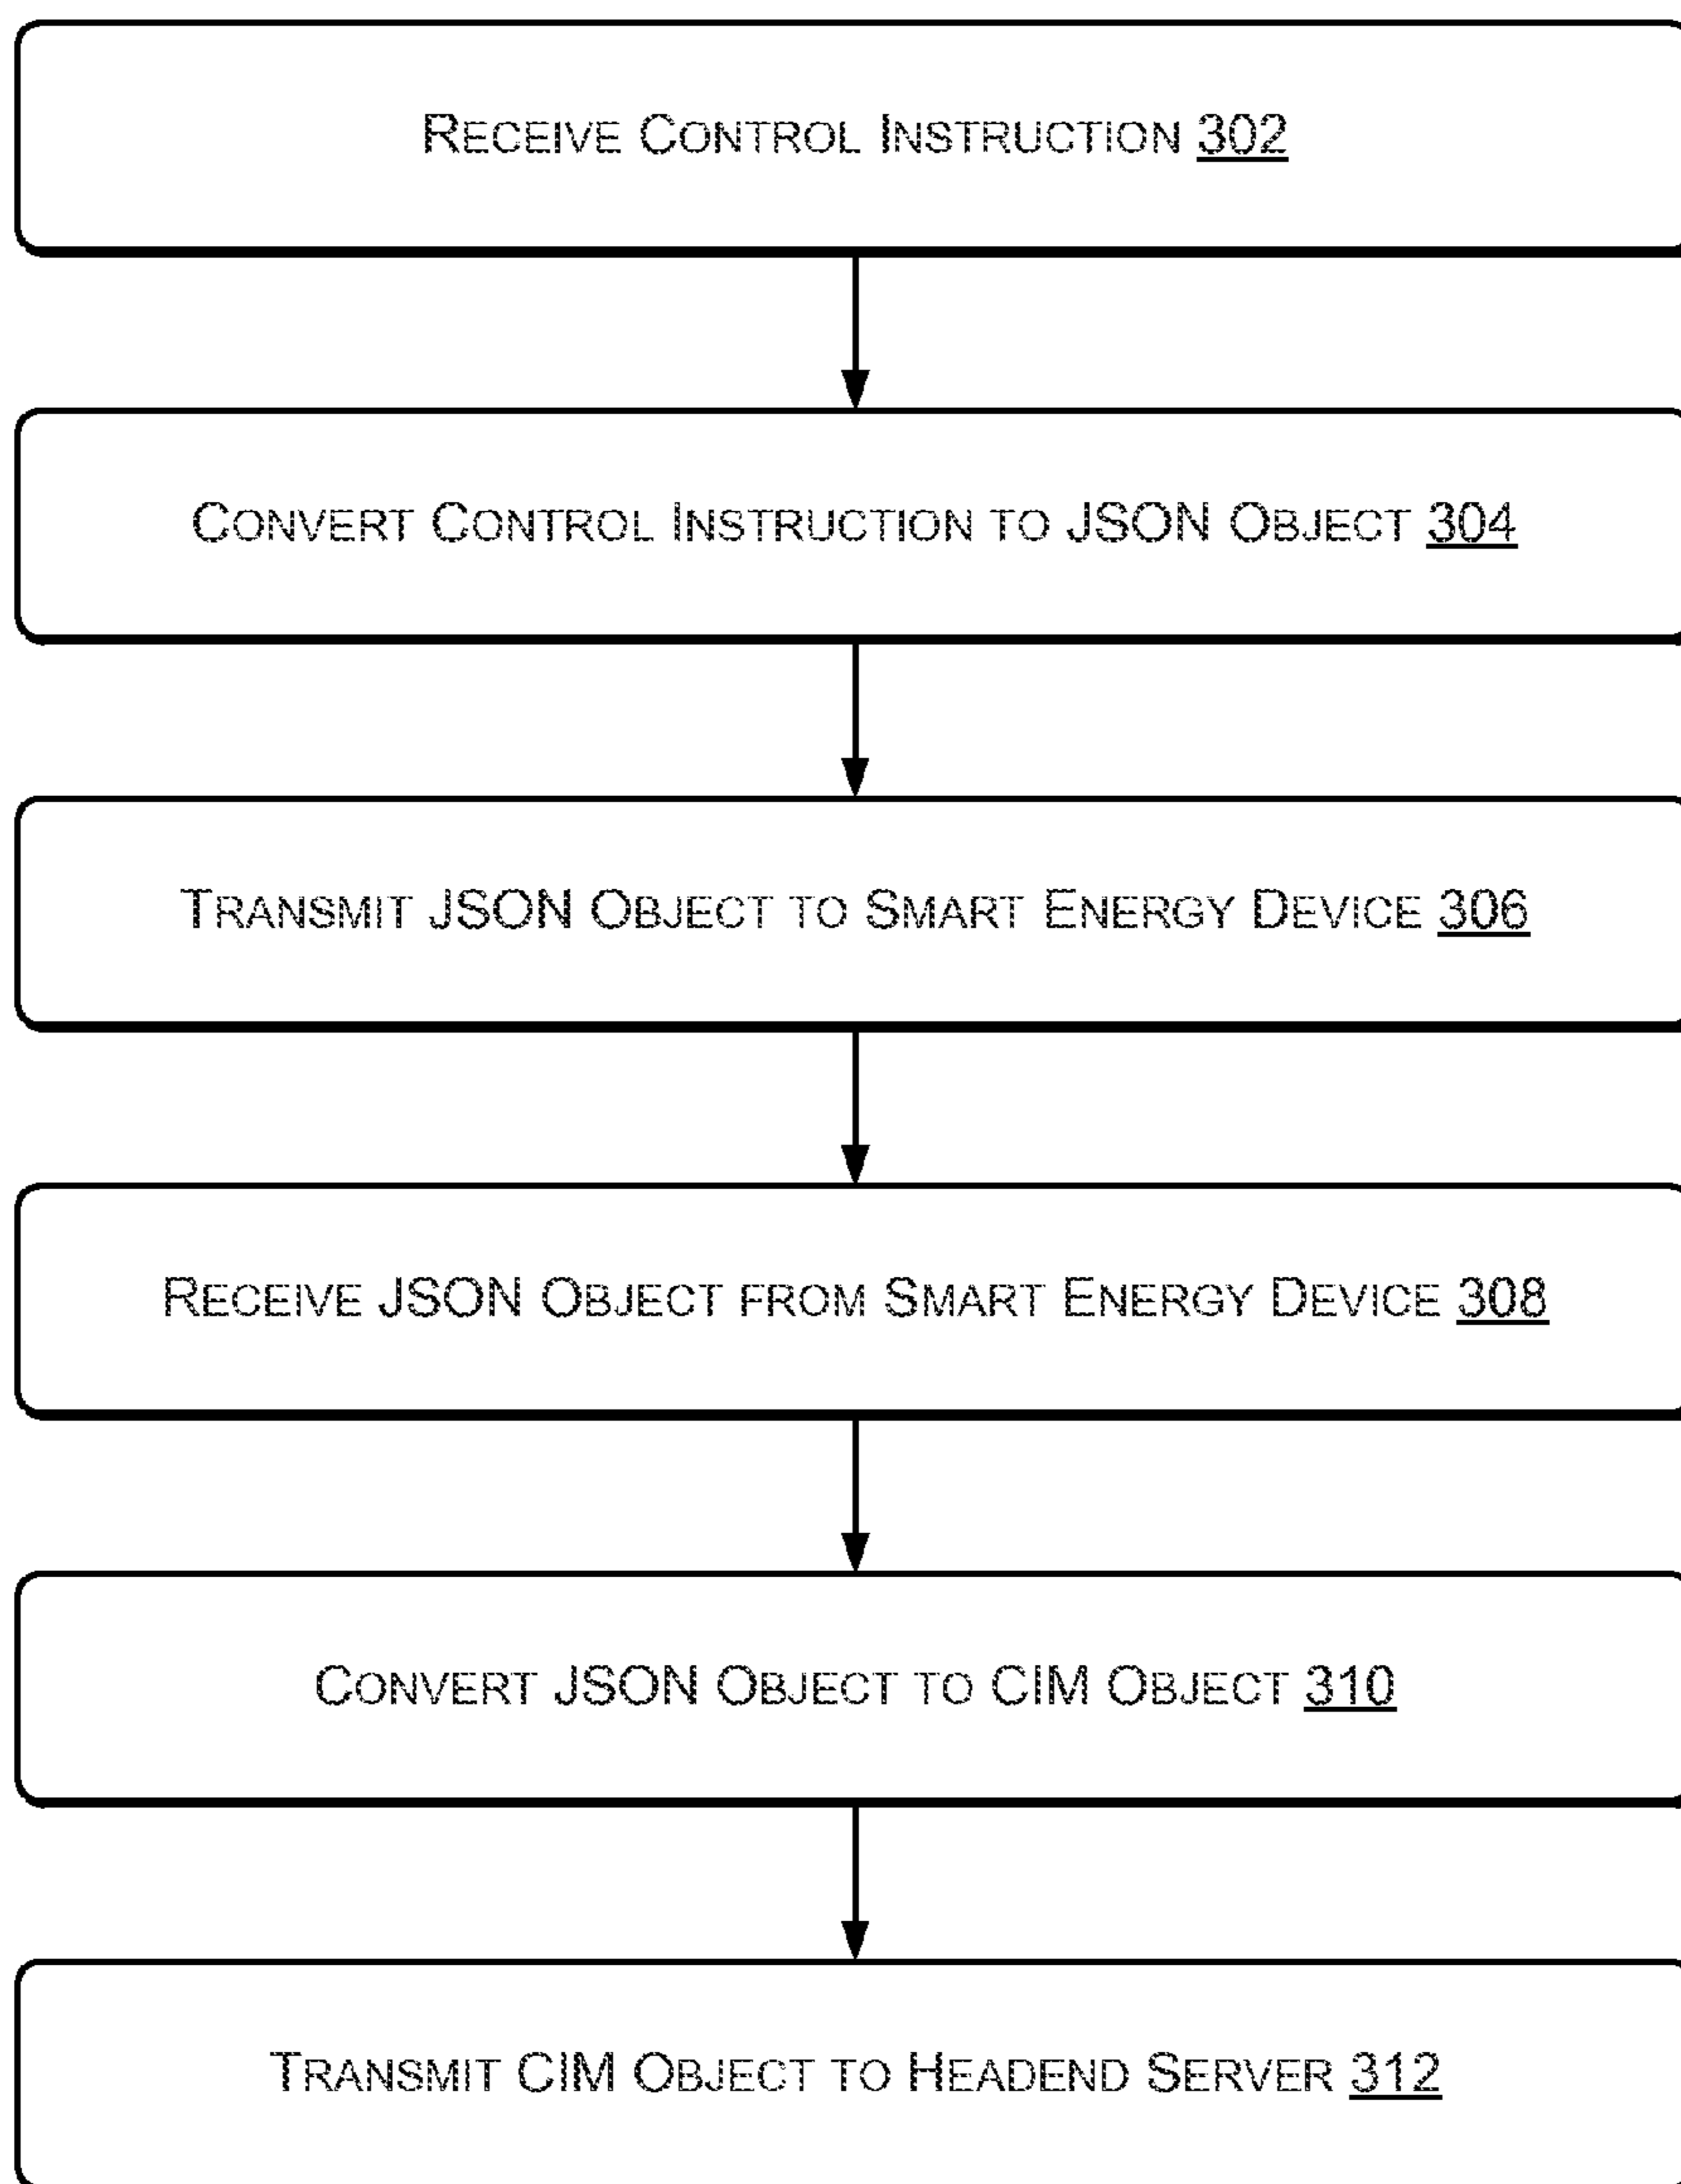 RECEIVE CONTROL INSTRUCTION 302
CONVERT CONTROL INSTRUCTION TO JSON OBJECT 304
TRANSMIT JSON OBJECT TO SMART ENERGY DEVICE 306
RECEIVE JSON OBJECT FROM SMART ENERGY DEVICE 308
CONVERT JSON OBJECT TO CIM OBJECT 310
TRANSMIT CIM OBJECT TO HEADEND SERVER 312